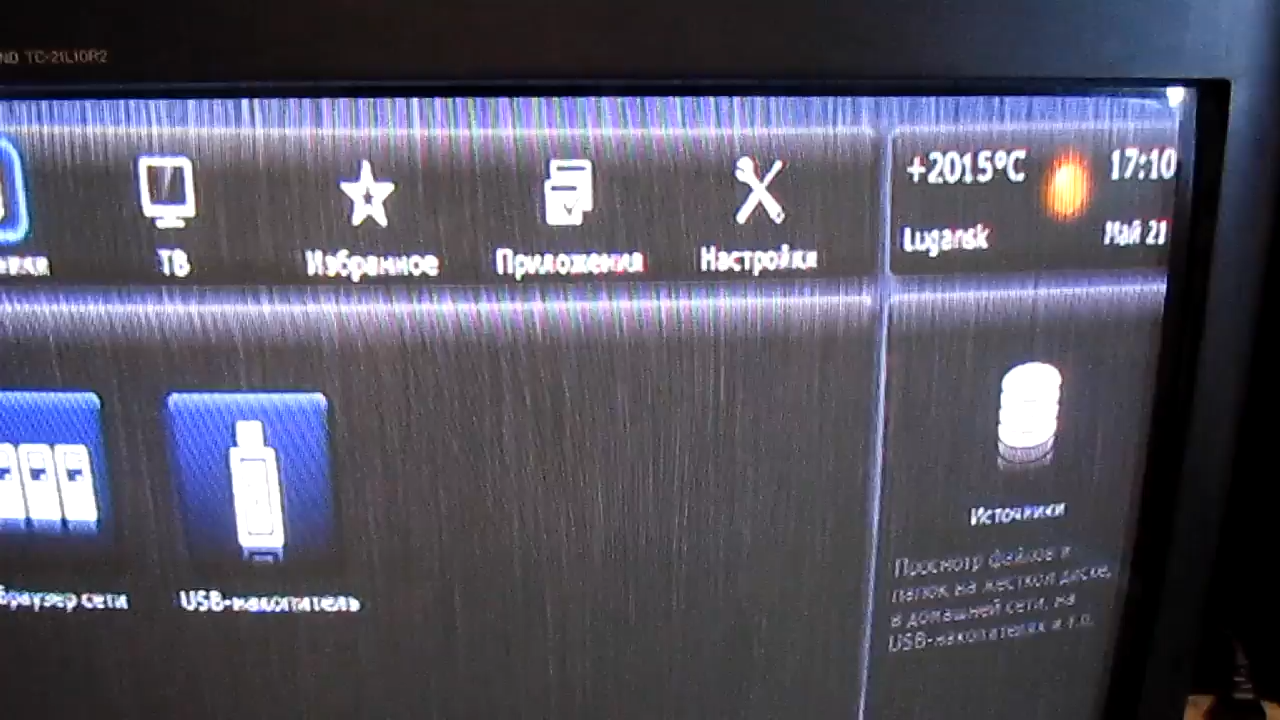 TC-21L10R2
+2015°C
17:10
Lugansk
Май 21
ТВ
Избранное
Приложения
Настройки
Браузер сети
USB-накопитель
Источники
Просмотр файлов и
папок на жестком диске,
в домашней сети, на
USB-накопителях и т.п.